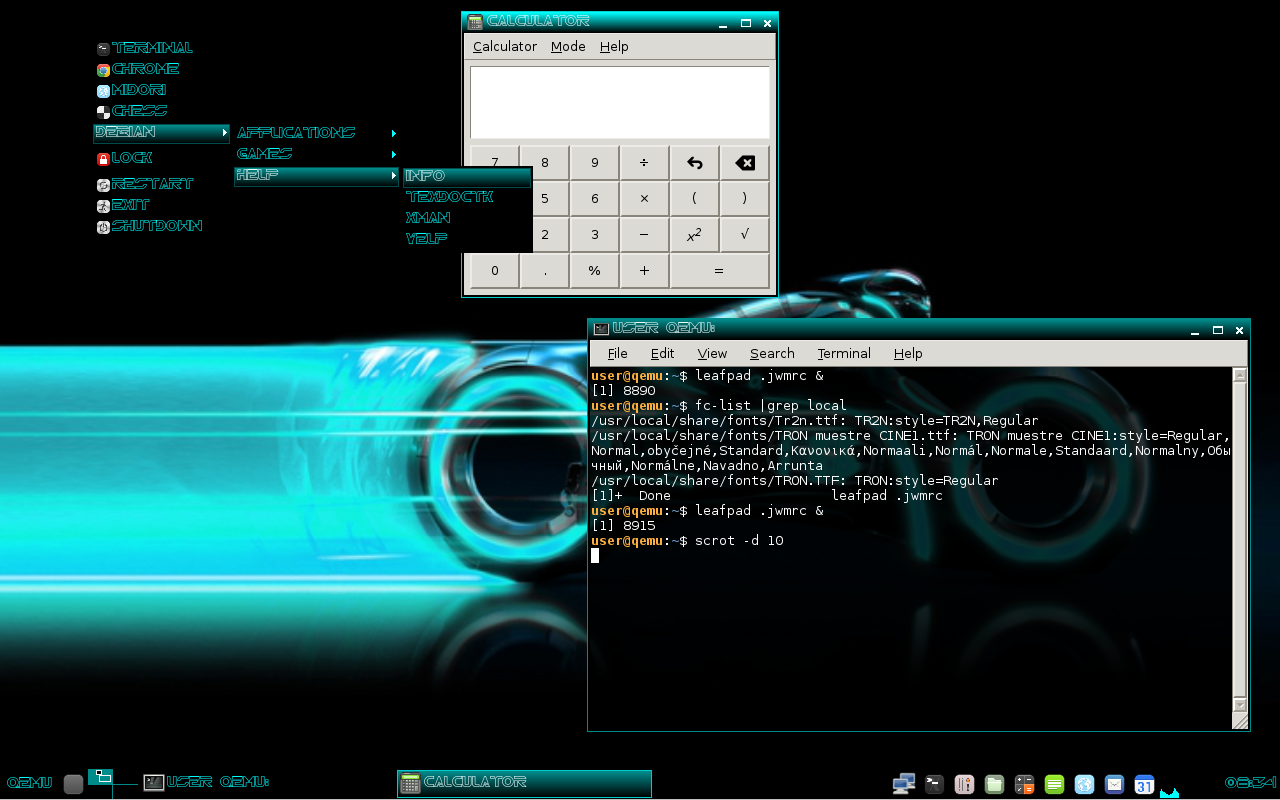 CALCULATOR
Calculator Mode Help
TERMINAL
CHROME
MIDORI
CHESS
DEBIAN
LOCK
RESTART
EXIT
SHUTDOWN
APPLICATIONS
GAMES
HELP
INFO
TEXDOCTK
XMAN
YELP
7 8 9 ÷
5 6 × ( )
2 3 − x² √
0 . % + =
USER QEMU:
File Edit View Search Terminal Help
user@qemu:~$ leafpad .jwmrc &
[1] 8890
user@qemu:~$ fc-list |grep local
/usr/local/share/fonts/Tr2n.ttf: TR2N:style=TR2N,Regular
/usr/local/share/fonts/TRON muestre CINE1.ttf: TRON muestre CINE1:style=Regular,
Normal,obyčejné,Standard,Κανονικά,Normaali,Normál,Normale,Standaard,Normalny,Обы
чный,Normálne,Navadno,Arrunta
/usr/local/share/fonts/TRON.TTF: TRON:style=Regular
[1]+  Done                    leafpad .jwmrc
user@qemu:~$ leafpad .jwmrc &
[1] 8915
user@qemu:~$ scrot -d 10
QEMU
USER QEMU:
CALCULATOR
31
08:34